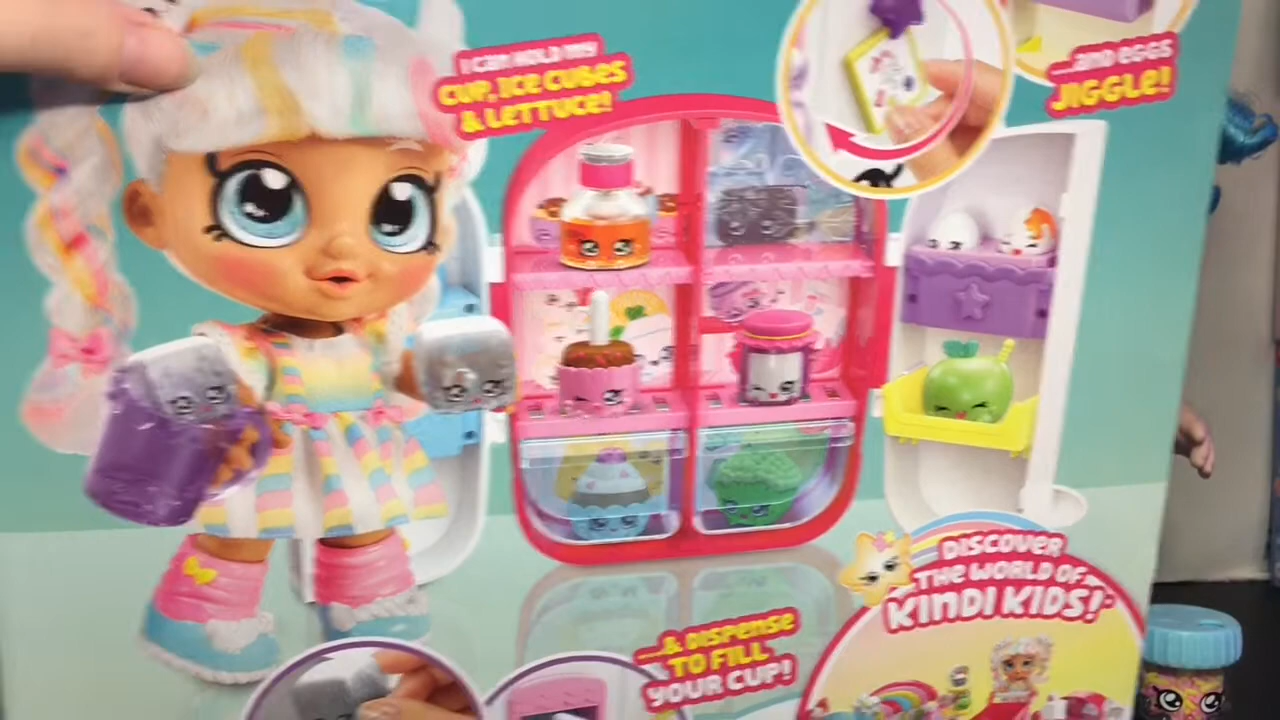 I CAN HOLD MY
CUP, ICE CUBES
& LETTUCE!
...AND EGGS
JIGGLE!
DISCOVER
THE WORLD OF
KINDI KIDS!
...& DISPENSE
TO FILL
YOUR CUP!